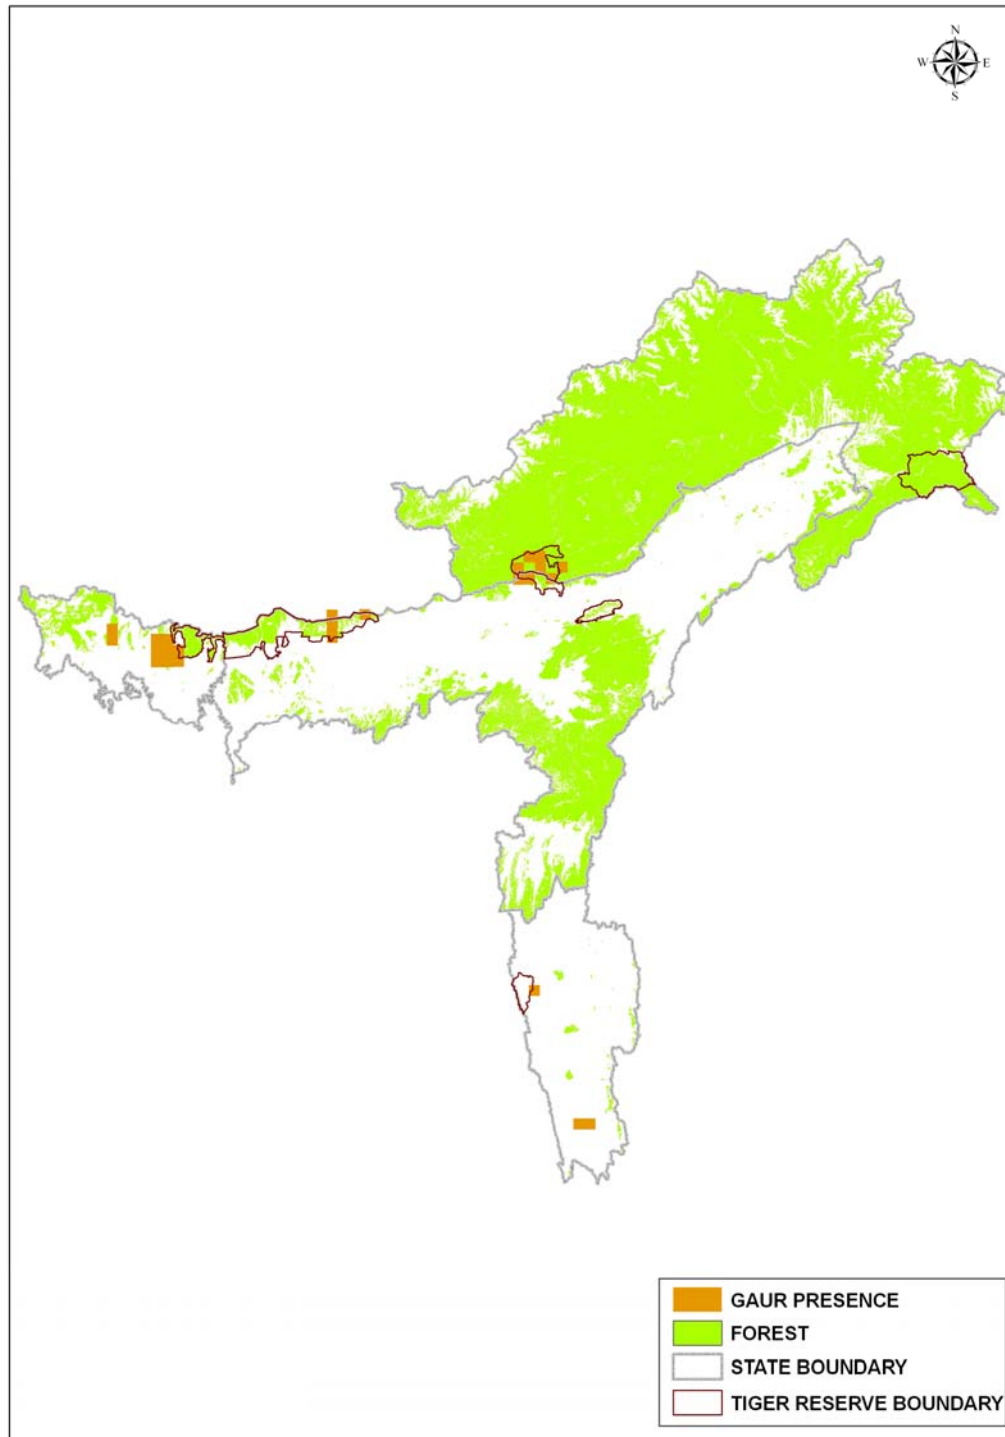 N
W E
S
GAUR PRESENCE
FOREST
STATE BOUNDARY
TIGER RESERVE BOUNDARY